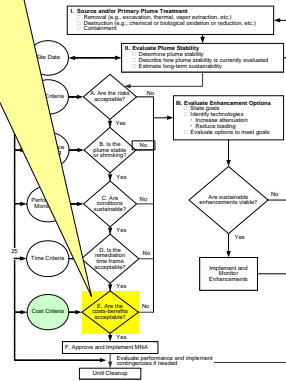 I. Source and/or Primary Plume Treatment
Removal (e.g., excavation, thermal, vapor extraction, etc.)
Destruction (e.g., chemical or biological oxidation or reduction, etc.)
Containment
II. Evaluate Plume Stability
Determine plume stability
Describe how plume stability is currently evaluated
Estimate long-term sustainability
Site Data
Criteria
A. Are the risks
acceptable?
No
Yes
III. Evaluate Enhancement Options
State goals
Identify technologies
Increase attenuation
Reduce loading
Evaluate options to meet goals
B. Is the
plume stable
or shrinking?
No
Yes
C. Are
conditions
sustainable?
No
Yes
Are sustainable
enhancements viable?
No
Yes
25
Time Criteria
D. Is the
remediation
time frame
acceptable?
No
Yes
Implement and
Monitor
Enhancements
Cost Criteria
E. Are the
costs-benefits
acceptable?
No
Yes
F. Approve and Implement MNA
Evaluate performance and implement
contingencies if needed
Until Cleanup